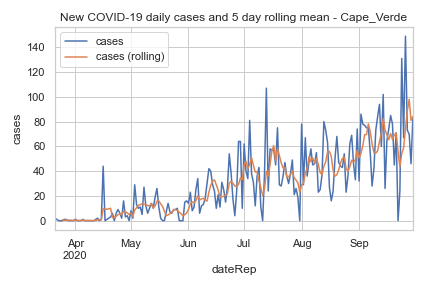 New COVID-19 daily cases and 5 day rolling mean - Cape_Verde
cases
cases (rolling)
140
120
100
80
60
40
20
0
cases
Apr May Jun Jul Aug Sep
2020
dateRep